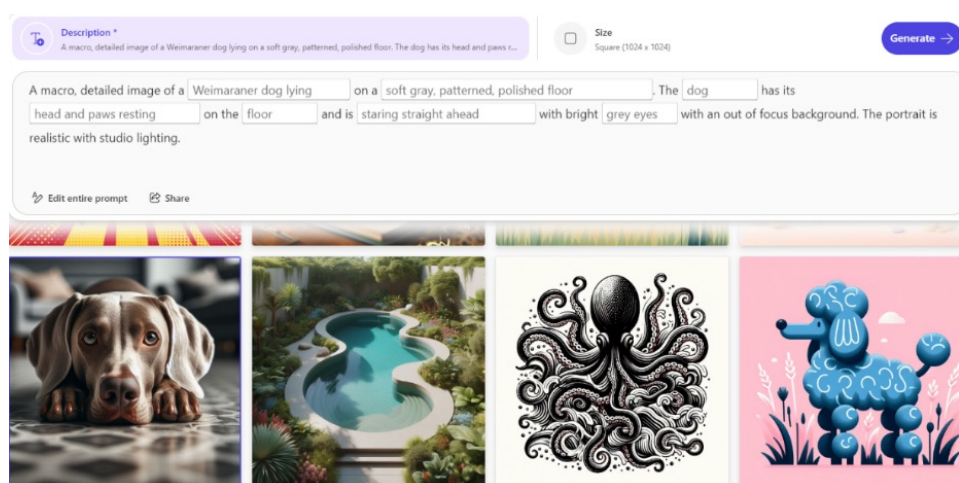 Description *
A macro, detailed image of a Weimaraner dog lying on a soft gray, patterned, polished floor. The dog has its head and paws r...
Size
Square (1024 x 1024)
Generate →
A macro, detailed image of a Weimaraner dog lying on a soft gray, patterned, polished floor . The dog has its
head and paws resting on the floor and is staring straight ahead with bright grey eyes with an out of focus background. The portrait is
realistic with studio lighting.
Edit entire prompt Share